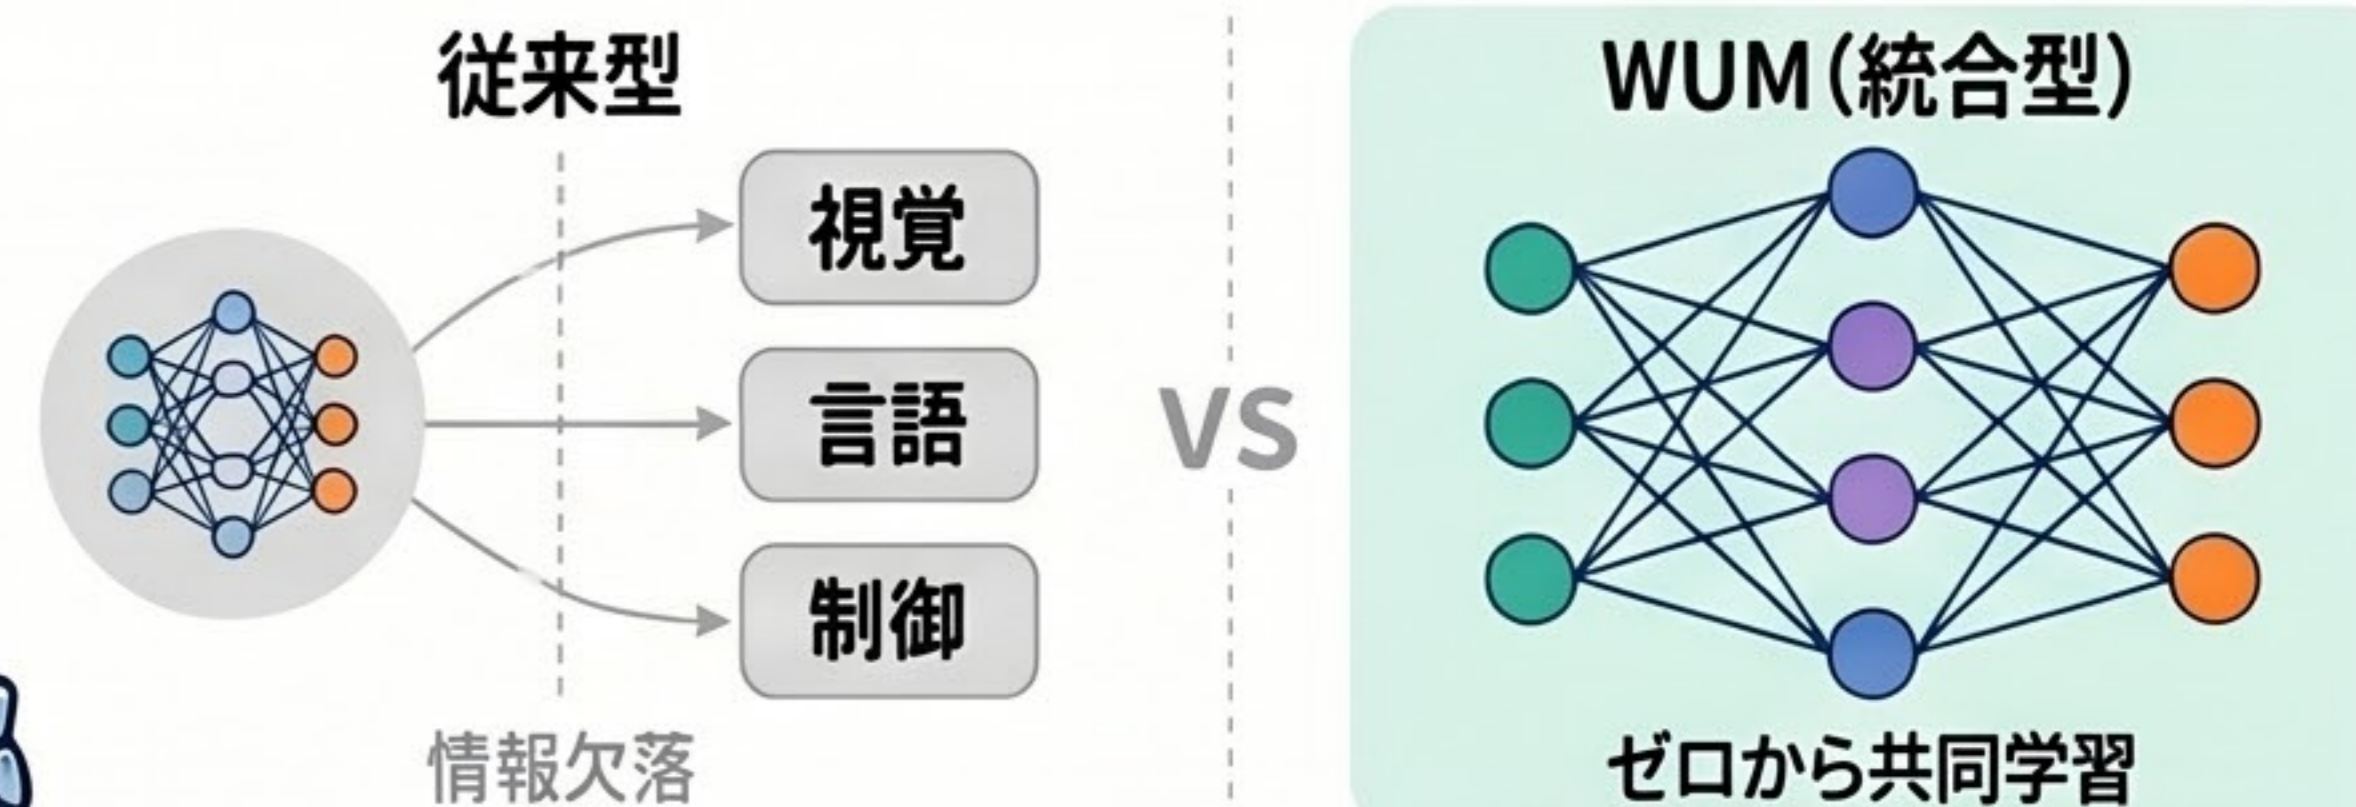 従来型
視覚
言語
制御
情報欠落
VS
WUM(統合型)
ゼロから共同学習